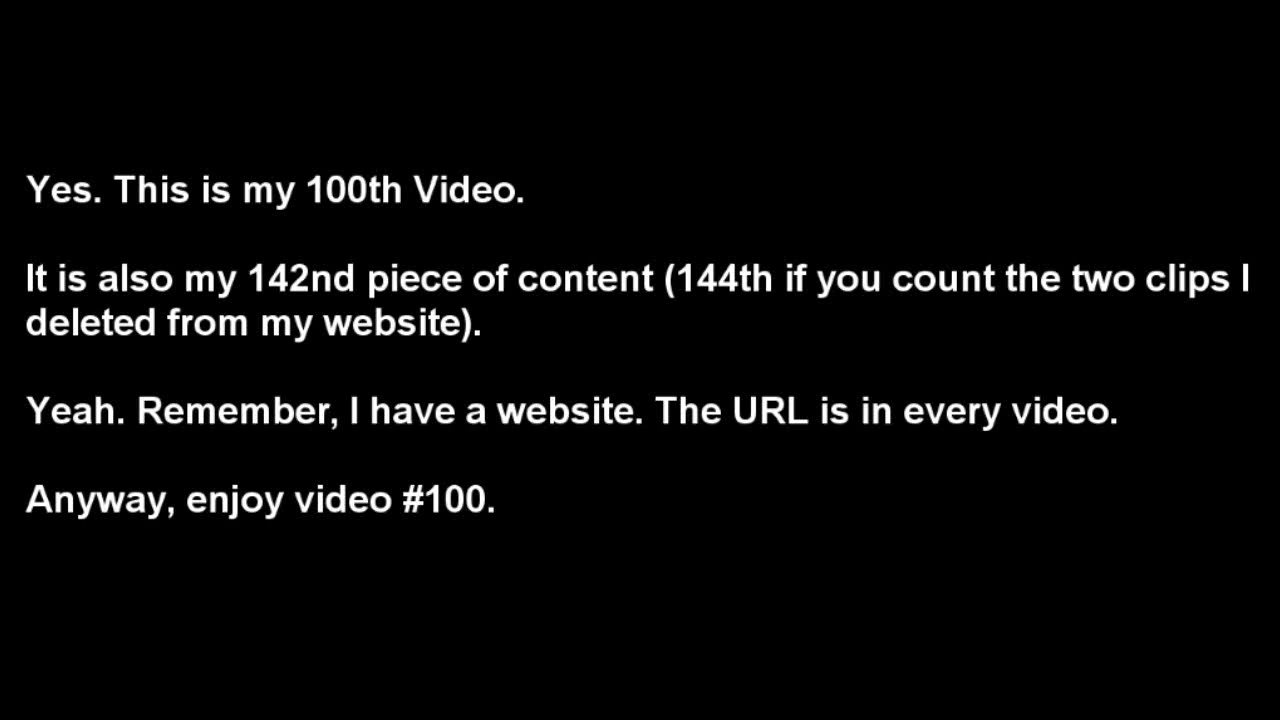 Yes. This is my 100th Video.
It is also my 142nd piece of content (144th if you count the two clips I
deleted from my website).
Yeah. Remember, I have a website. The URL is in every video.
Anyway, enjoy video #100.